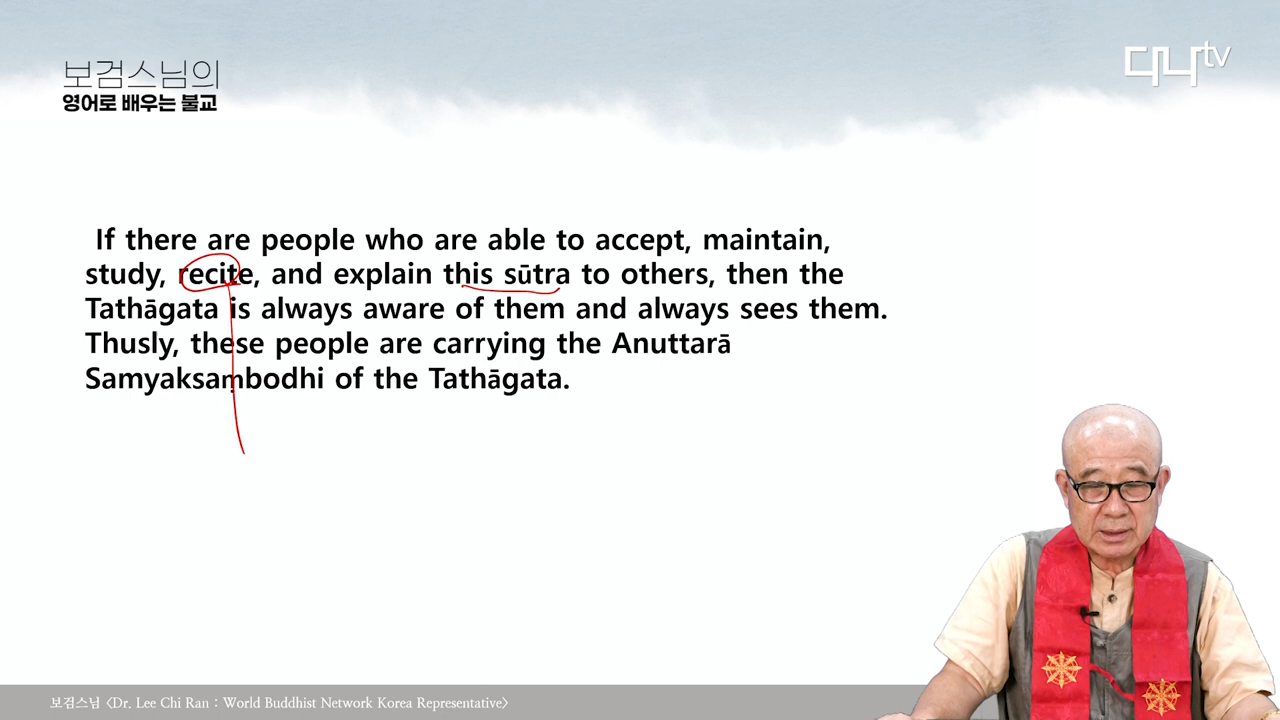 보검스님의
영어로 배우는 불교
디나tv
If there are people who are able to accept, maintain,
study, recite, and explain this sūtra to others, then the
Tathāgata is always aware of them and always sees them.
Thusly, these people are carrying the Anuttarā
Samyaksaṃbodhi of the Tathāgata.
보검스님 <Dr. Lee Chi Ran : World Buddhist Network Korea Representative>